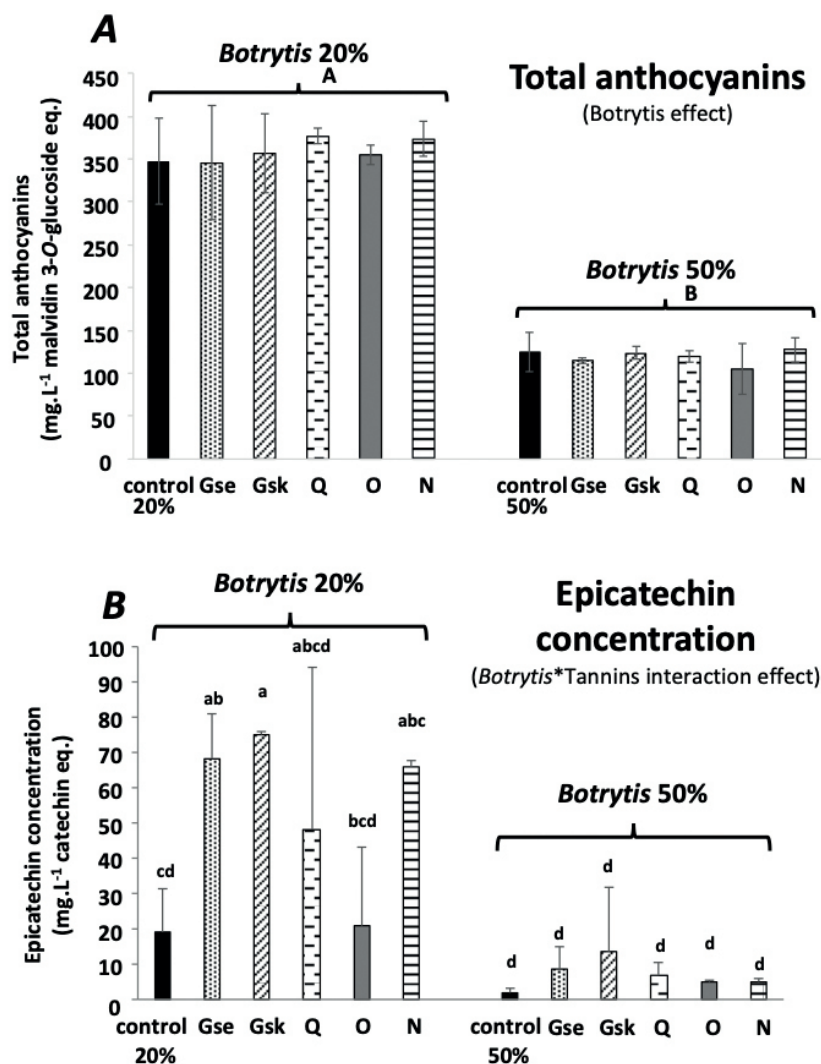 A
Botrytis 20%
A
Total anthocyanins
(Botrytis effect)
Total anthocyanins
(mg.L⁻¹ malvidin 3-O-glucoside eq.)
450
400
350
300
250
200
150
100
50
0
Botrytis 50%
B
control Gse Gsk Q O N
20%
control Gse Gsk Q O N
50%
B
Botrytis 20%
Epicatechin
concentration
(Botrytis*Tannins interaction effect)
Epicatechin concentration
(mg.L⁻¹ catechin eq.)
100
90
80
70
60
50
40
30
20
10
0
cd
ab
a
abcd
bcd
abc
Botrytis 50%
d
d
d
d
d
d
control Gse Gsk Q O N
20%
control Gse Gsk Q O N
50%